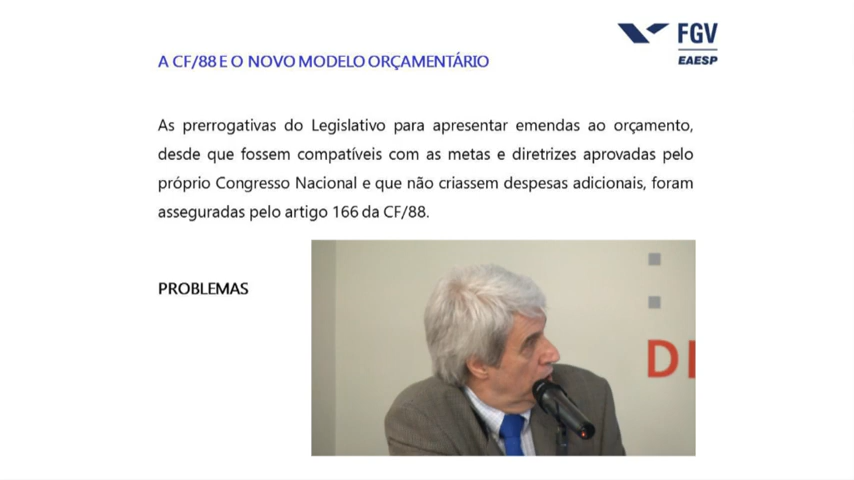 FGV
EAESP
A CF/88 E O NOVO MODELO ORÇAMENTÁRIO
As prerrogativas do Legislativo para apresentar emendas ao orçamento,
desde que fossem compatíveis com as metas e diretrizes aprovadas pelo
próprio Congresso Nacional e que não criassem despesas adicionais, foram
asseguradas pelo artigo 166 da CF/88.
PROBLEMAS